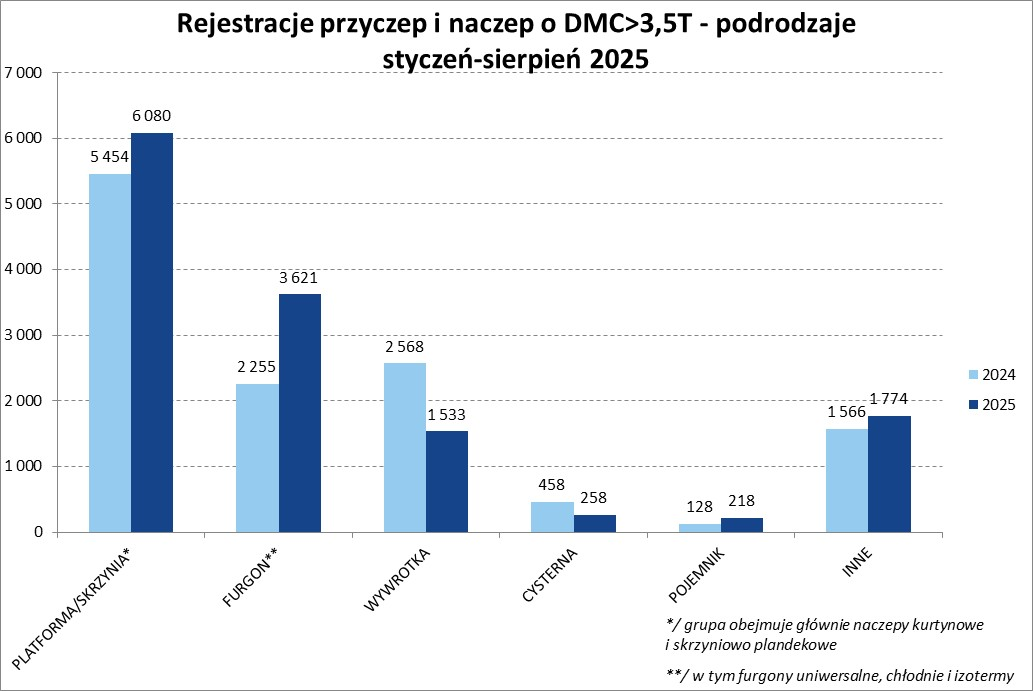 Rejestracje przyczep i naczep o DMC>3,5T - podrodzaje
styczeń-sierpień 2025
7 000
6 000
5 000
4 000
3 000
2 000
1 000
0
5 454
6 080
2 255
3 621
2 568
1 533
458
258
128
218
1 566
1 774
2024
2025
PLATFORMA/SKRZYNIA*
FURGON**
WYWROTKA
CYSTERNA
POJEMNIK
INNE
*/ grupa obejmuje głównie naczepy kurtynowe
i skrzyniowo plandekowe
**/ w tym furgony uniwersalne, chłodnie i izotermy